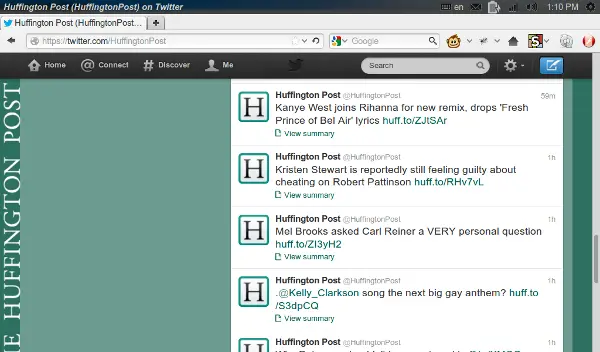 Huffington Post (HuffingtonPost) on Twitter
en
1:10 PM
Huffington Post (HuffingtonPost...
https://twitter.com/HuffingtonPost
Google
Home
Connect
Discover
Me
Search
THE HUFFINGTON POST
Huffington Post @HuffingtonPost 59m
Kanye West joins Rihanna for new remix, drops 'Fresh
Prince of Bel Air' lyrics huff.to/ZJtSAr
View summary
Huffington Post @HuffingtonPost 1h
Kristen Stewart is reportedly still feeling guilty about
cheating on Robert Pattinson huff.to/RHv7vL
View summary
Huffington Post @HuffingtonPost 1h
Mel Brooks asked Carl Reiner a VERY personal question
huff.to/ZI3yH2
View summary
Huffington Post @HuffingtonPost 1h
.@Kelly_Clarkson song the next big gay anthem? huff.to
/S3dpCQ
View summary
Huffington Post @HuffingtonPost 1h